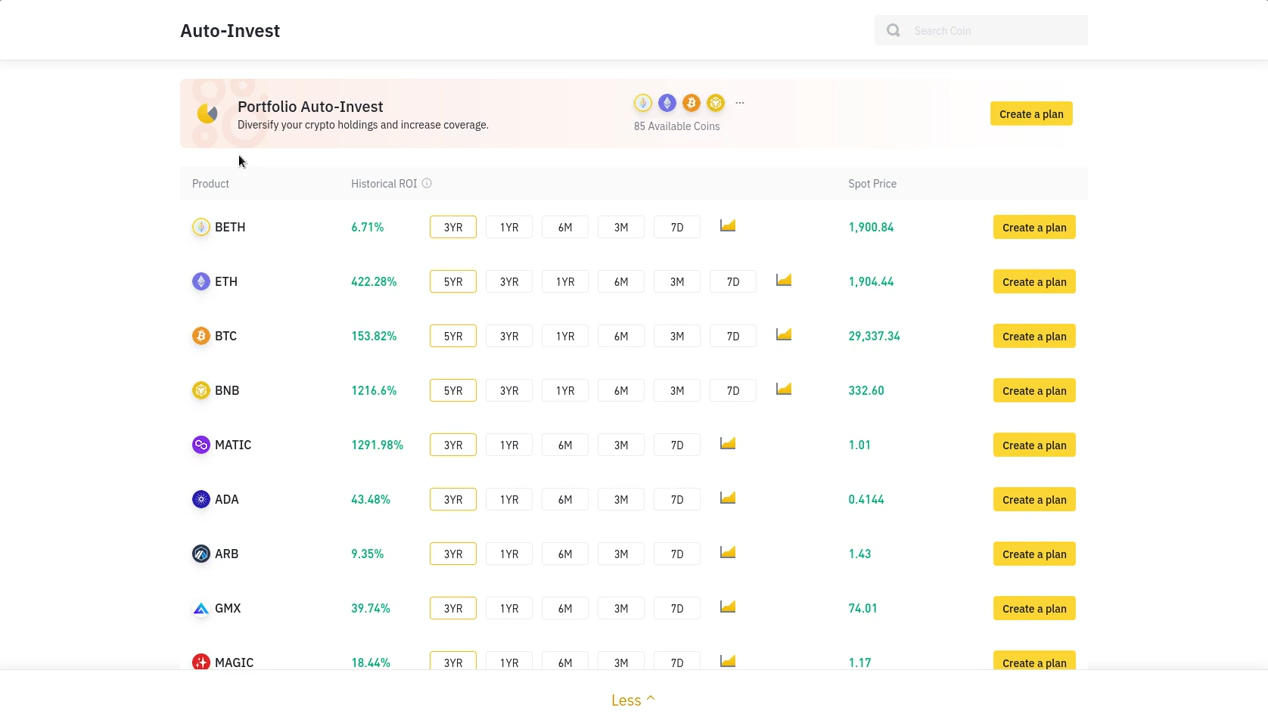 Auto-Invest
Search Coin
Portfolio Auto-Invest
Diversify your crypto holdings and increase coverage.
...
85 Available Coins
Create a plan
Product Historical ROI Spot Price
BETH 6.71% 3YR 1YR 6M 3M 7D 1,900.84 Create a plan
ETH 422.28% 5YR 3YR 1YR 6M 3M 7D 1,904.44 Create a plan
BTC 153.82% 5YR 3YR 1YR 6M 3M 7D 29,337.34 Create a plan
BNB 1216.6% 5YR 3YR 1YR 6M 3M 7D 332.60 Create a plan
MATIC 1291.98% 3YR 1YR 6M 3M 7D 1.01 Create a plan
ADA 43.48% 3YR 1YR 6M 3M 7D 0.4144 Create a plan
ARB 9.35% 3YR 1YR 6M 3M 7D 1.43 Create a plan
GMX 39.74% 3YR 1YR 6M 3M 7D 74.01 Create a plan
MAGIC 18.44% 3YR 1YR 6M 3M 7D 1.17 Create a plan
Less